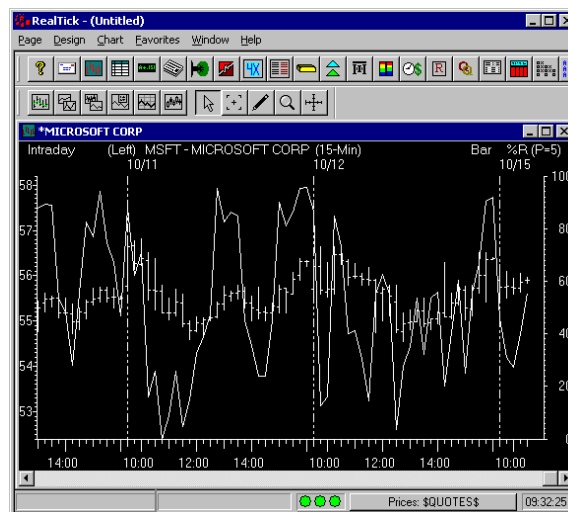 RealTick - (Untitled)
Page Design Chart Favorites Window Help
*MICROSOFT CORP
Intraday (Left) MSFT - MICROSOFT CORP (15-Min) Bar %R (P=5)
10/11 10/12 10/15
58
57
56
55
54
53
100
80
60
40
20
0
14:00 10:00 12:00 14:00 10:00 12:00 14:00 10:00
Prices: $QUOTES$ 09:32:25